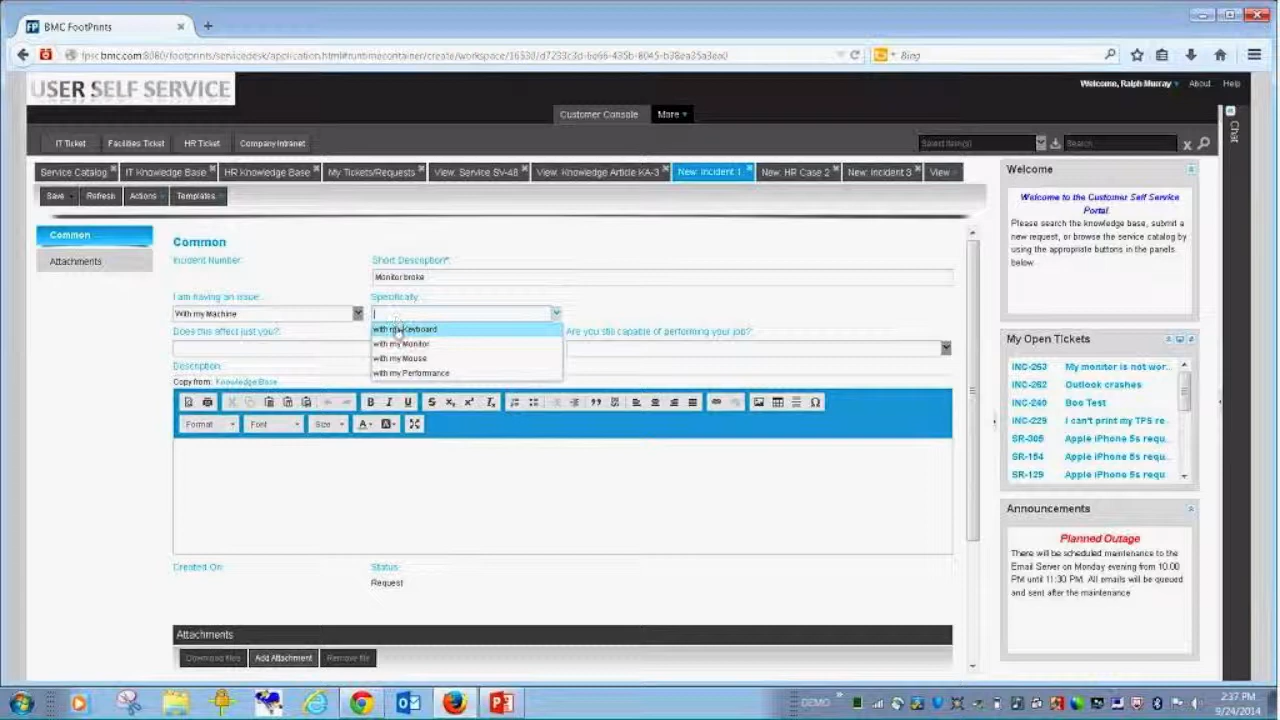 BMC FootPrints
Bing
USER SELF SERVICE
Welcome, Ralph Murray
About
Help
Customer Console
More
IT Ticket
Facilities Ticket
HR Ticket
Company Intranet
Select Item(s)
Search
Chat
Service Catalog
IT Knowledge Base
HR Knowledge Base
My Tickets/Requests
View: Service SV-48
View: Knowledge Article KA-3
New: Incident 1
New: HR Case 2
New: Incident 3
View
Save
Refresh
Actions
Templates
Common
Attachments
Common
Incident Number:
Short Description*:
Monitor broke
I am having an issue...
Specifically...
With my Machine
with my Keyboard
with my Monitor
with my Mouse
with my Performance
Does this effect just you?:
Are you still capable of performing your job?:
Description:
Copy from: Knowledge Base
Format
Font
Size
Created On:
Status:
Request
Attachments
Download files
Add Attachment
Remove file
Welcome
Welcome to the Customer Self Service
Portal.
Please search the knowledge base, submit a
new request, or browse the service catalog by
using the appropriate buttons in the panels
below.
My Open Tickets
INC-263 My monitor is not wor...
INC-262 Outlook crashes
INC-240 Boo Test
INC-229 I can't print my TPS re...
SR-305 Apple iPhone 5s requ...
SR-154 Apple iPhone 5s requ...
SR-129 Apple iPhone 5s requ...
Announcements
Planned Outage
There will be scheduled maintenance to the
Email Server on Monday evening from 10.00
PM until 11:30 PM. All emails will be queued
and sent after the maintenance
DEMO
2:37 PM
9/24/2014